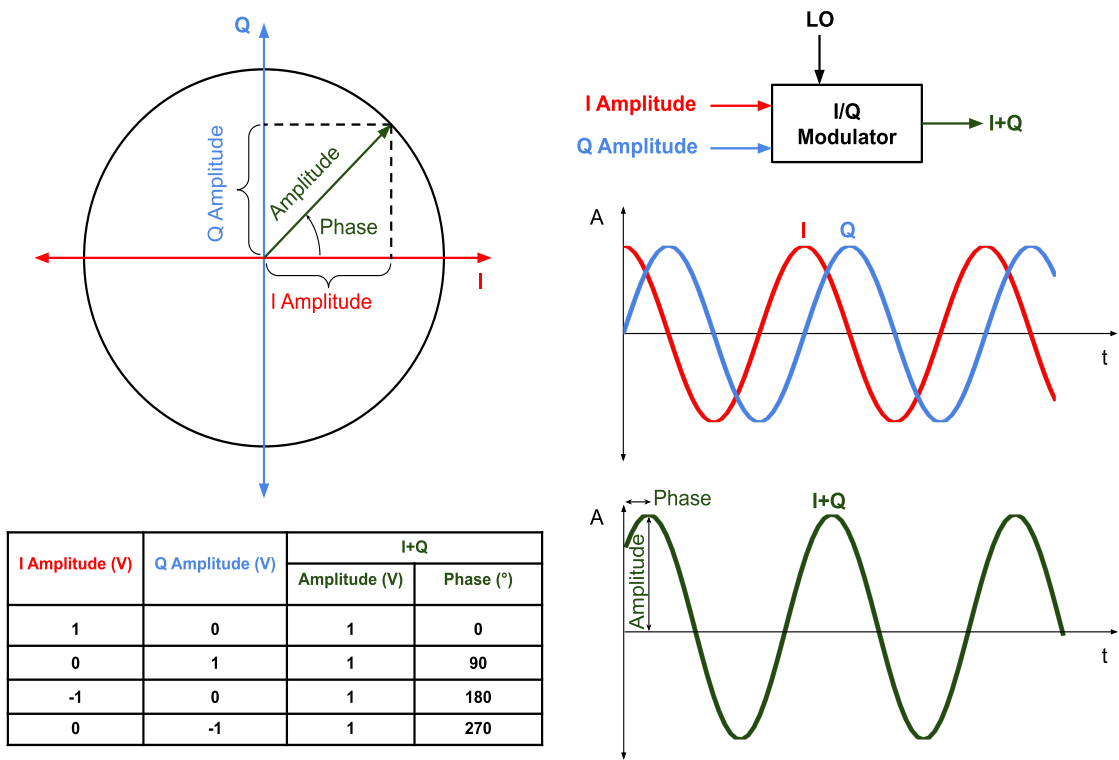 Q
Q Amplitude
Amplitude
Phase
I
I Amplitude
LO
I Amplitude
Q Amplitude
I/Q
Modulator
I+Q
A
I
Q
t
Phase
A
I+Q
Amplitude
t
I Amplitude (V)
Q Amplitude (V)
I+Q
Amplitude (V)
Phase (°)
1 0 1 0
0 1 1 90
-1 0 1 180
0 -1 1 270